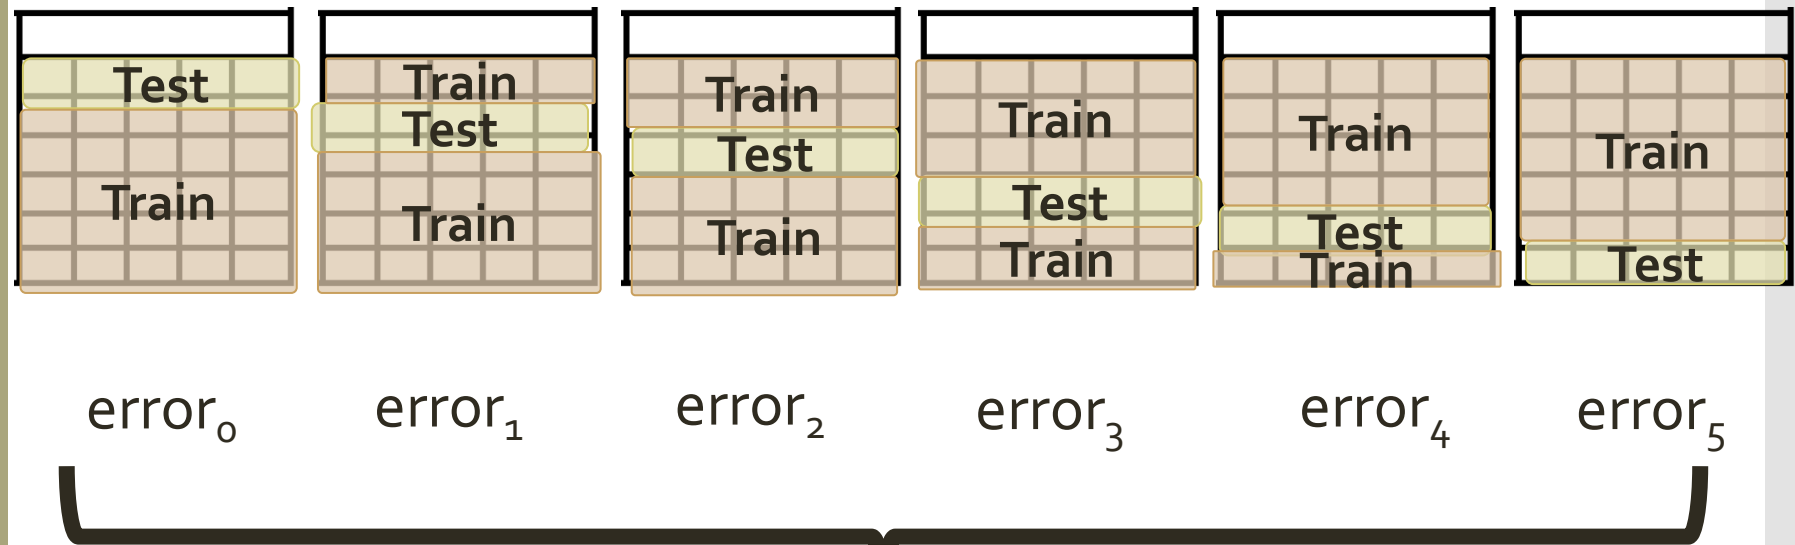 Test
Train
Train
Test
Train
Train
Test
Train
Train
Test
Train
Train
Test
Train
Train
Test
error₀
error₁
error₂
error₃
error₄
error₅